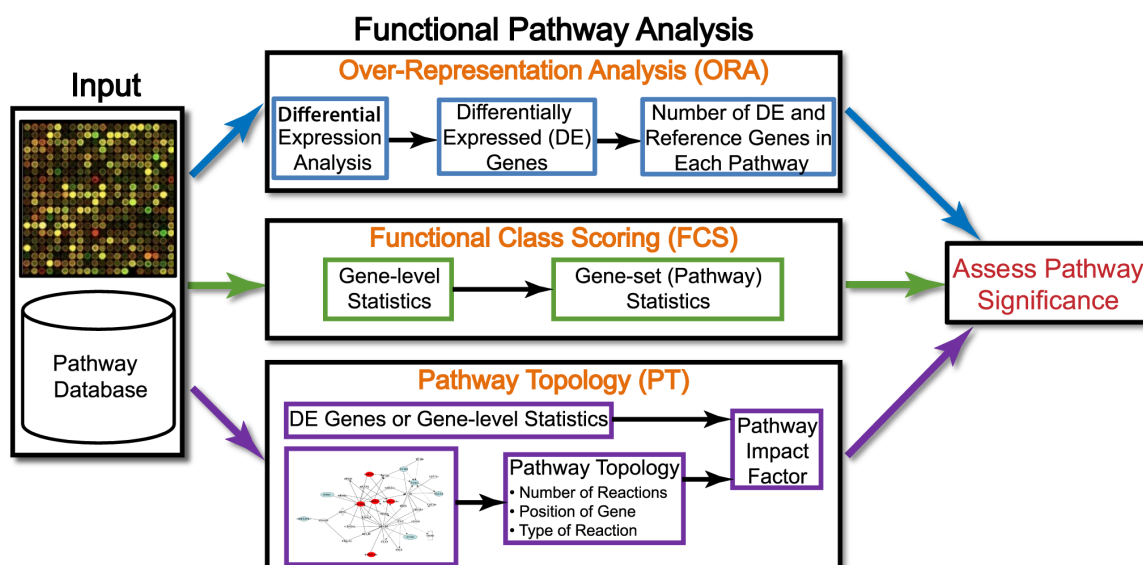 Functional Pathway Analysis
Input
Pathway
Database
Over-Representation Analysis (ORA)
Differential
Expression
Analysis
Differentially
Expressed (DE)
Genes
Number of DE and
Reference Genes in
Each Pathway
Functional Class Scoring (FCS)
Gene-level
Statistics
Gene-set (Pathway)
Statistics
Pathway Topology (PT)
DE Genes or Gene-level Statistics
Pathway Topology
• Number of Reactions
• Position of Gene
• Type of Reaction
Pathway
Impact
Factor
Assess Pathway
Significance